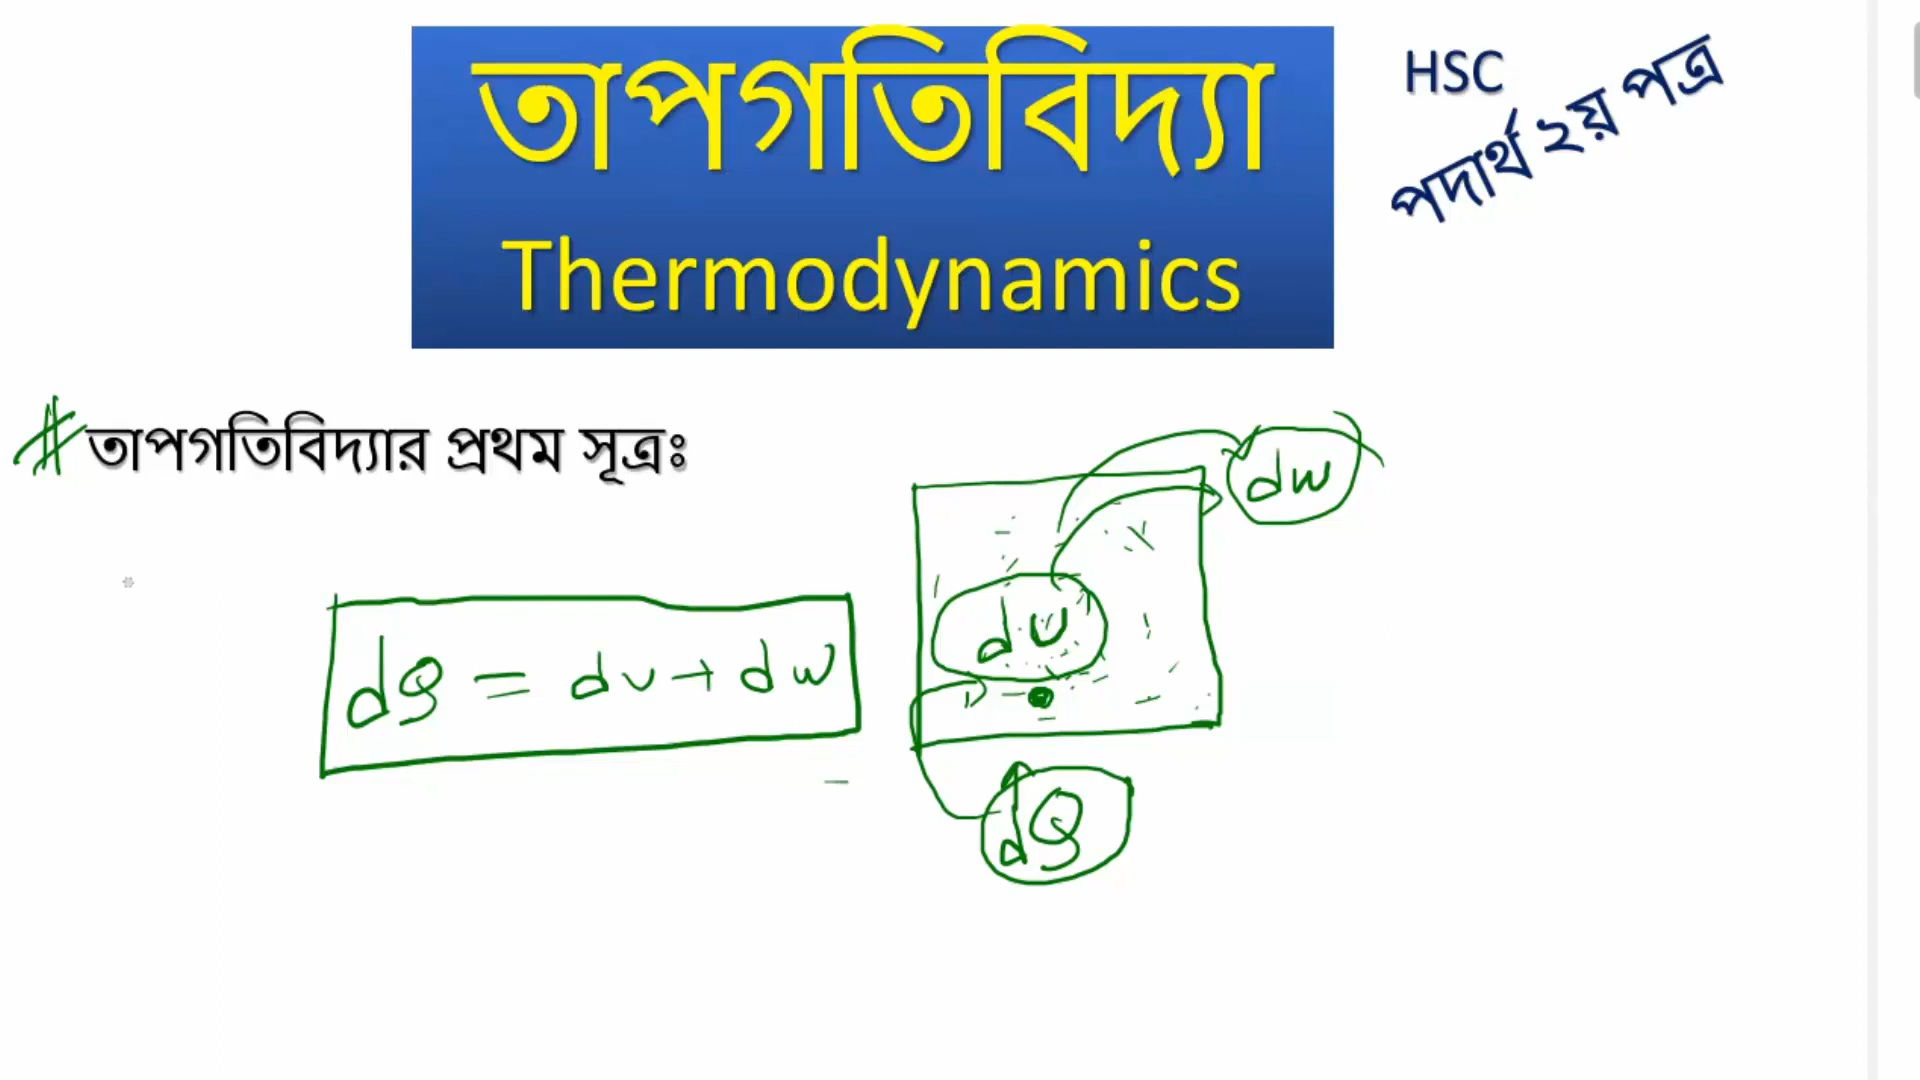 তাপগতিবিদ্যা
Thermodynamics
HSC
পদার্থ ২য় পত্র
# তাপগতিবিদ্যার প্রথম সূত্রঃ
dQ = du + dw
dw
du
dQ